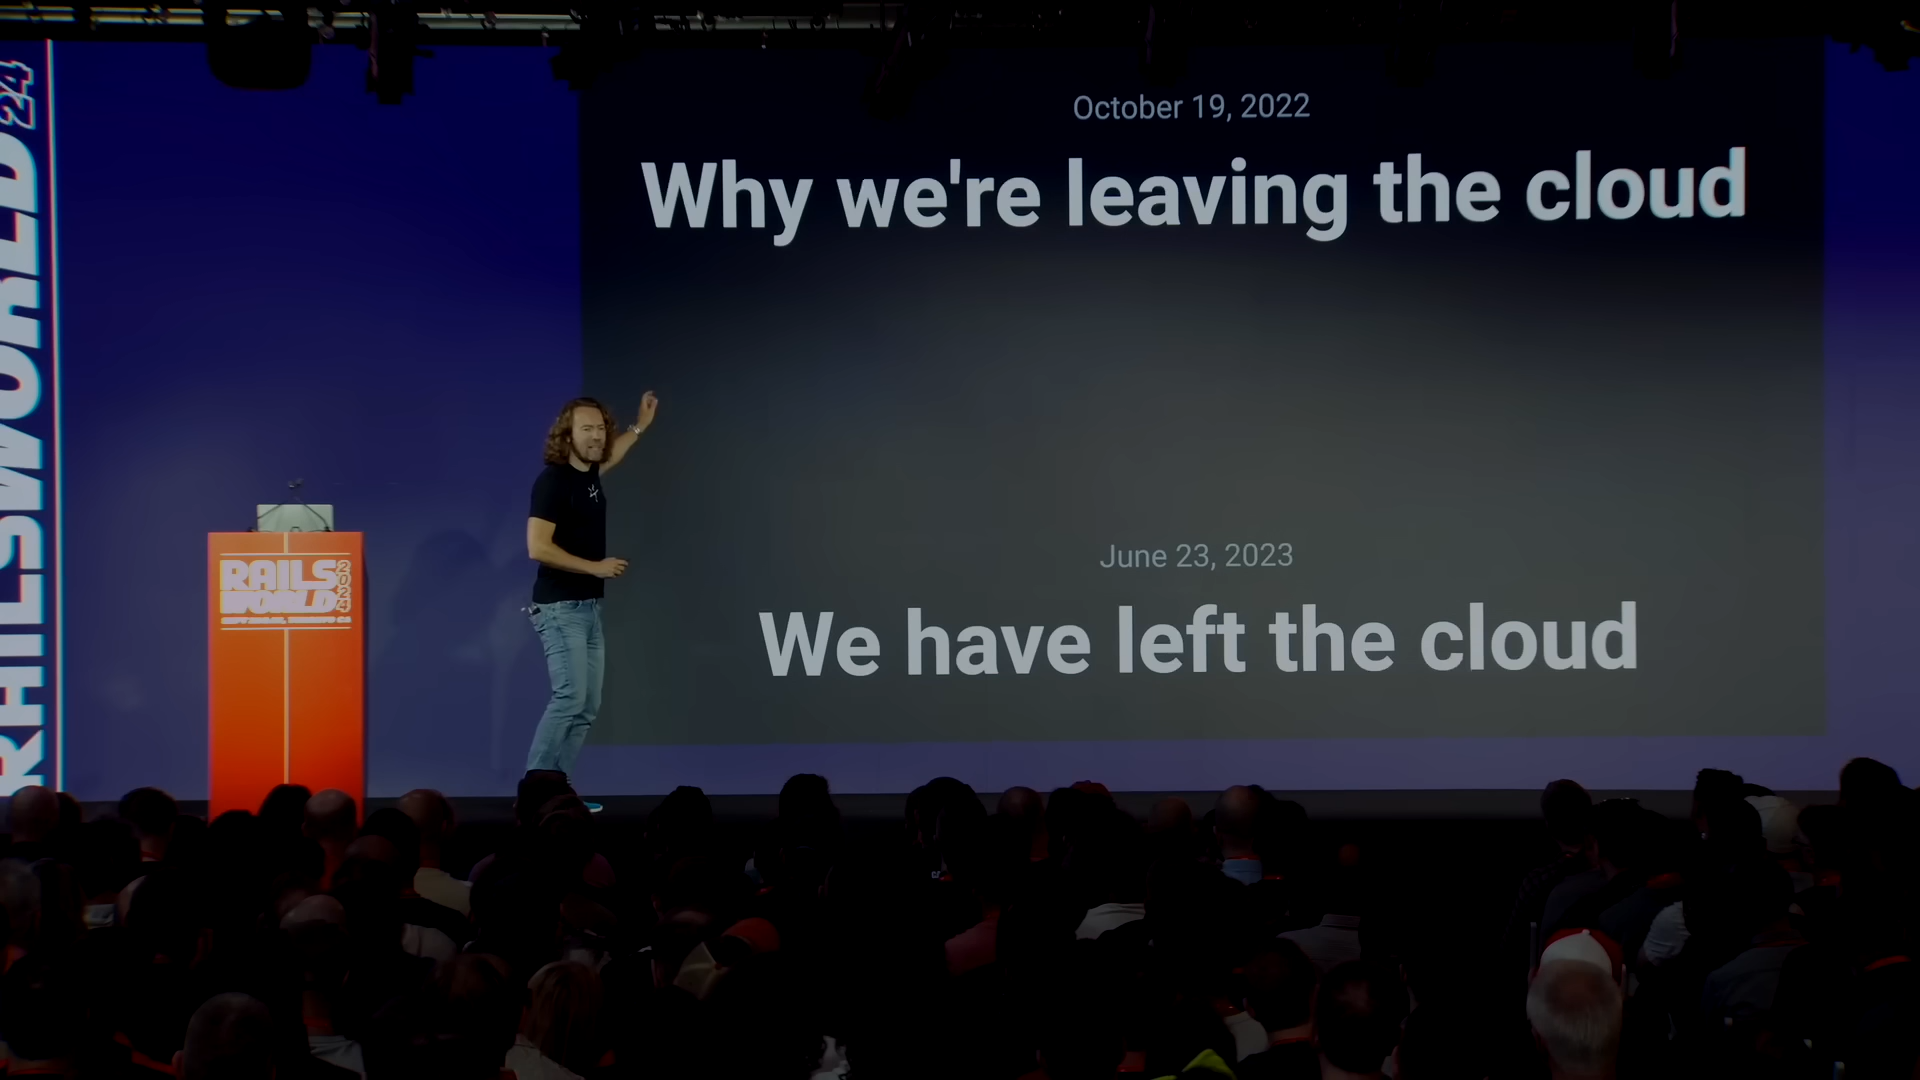 RAILSWORLD 24
October 19, 2022
Why we're leaving the cloud
June 23, 2023
We have left the cloud
RAILS
WORLD
2024